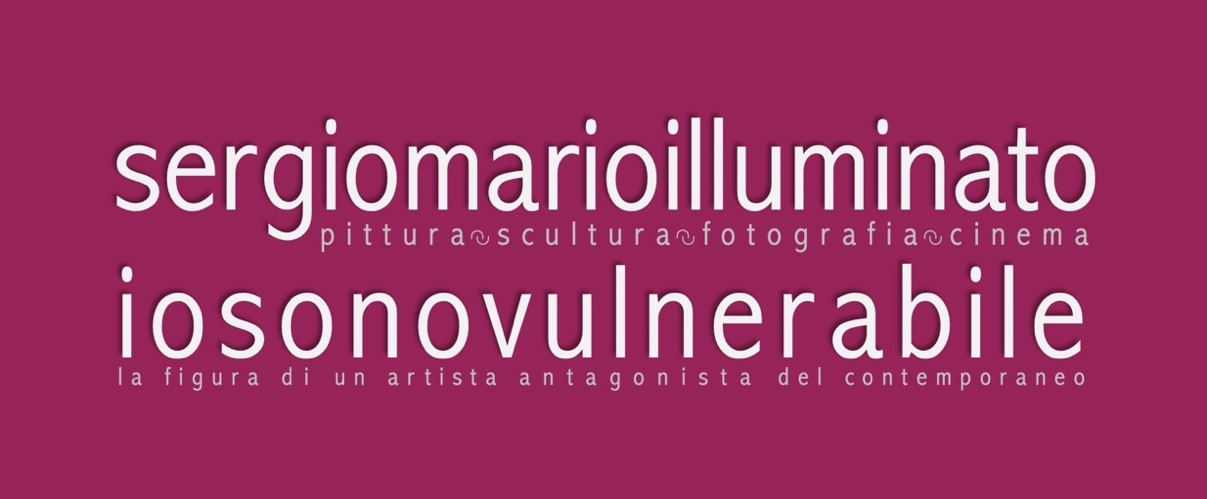 sergiomarioilluminato
pittura scultura fotografia cinema
iosonovulnerabile
la figura di un artista antagonista del contemporaneo